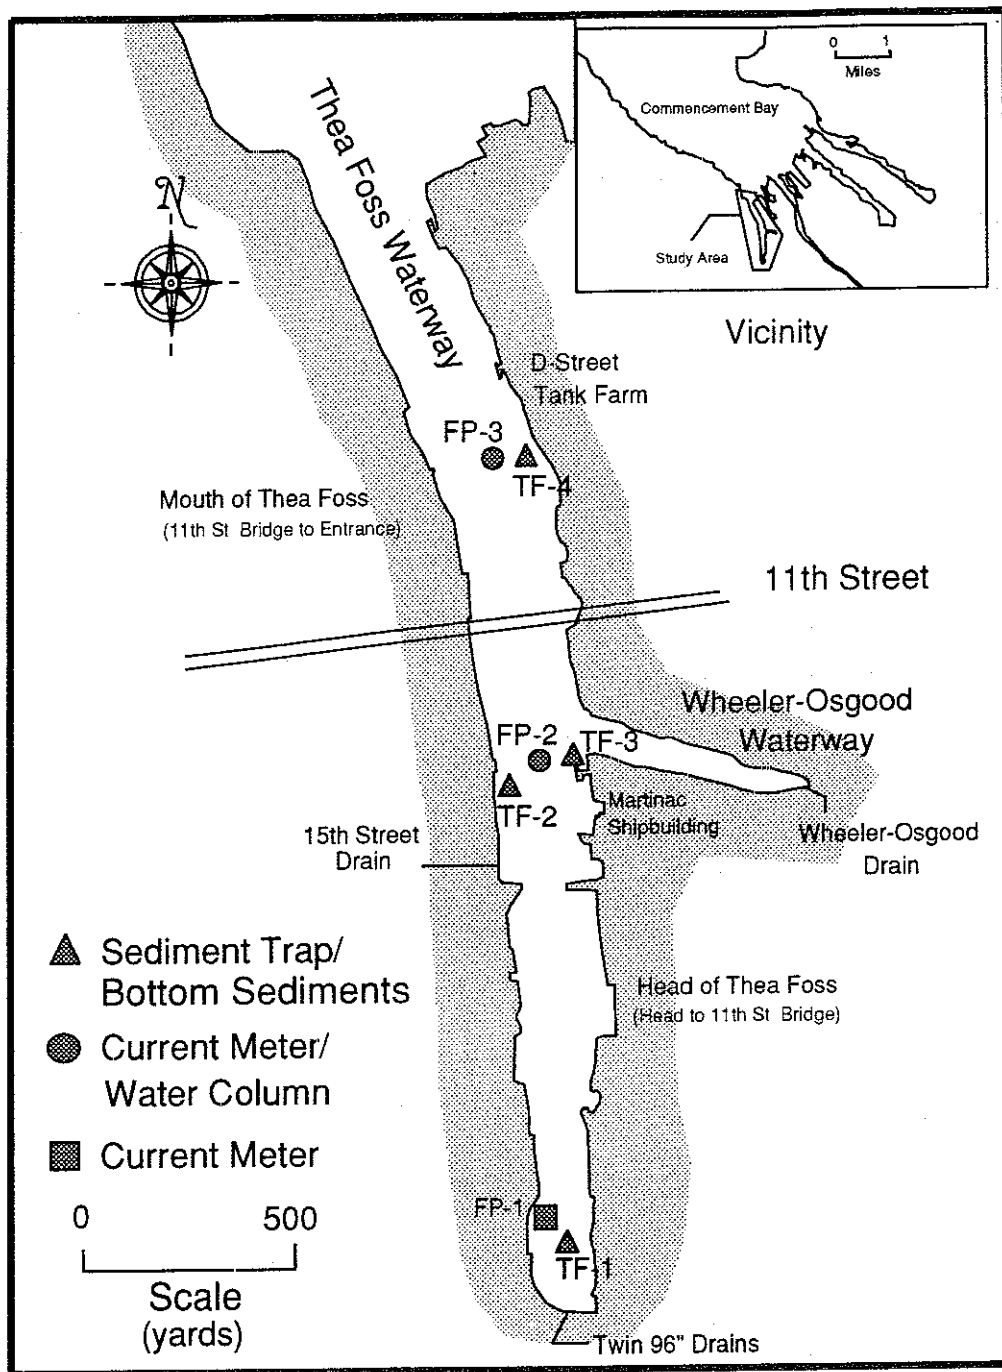 0 1
Miles
Commencement Bay
Study Area
Vicinity
Thea Foss Waterway
N
D-Street
Tank Farm
FP-3
TF-4
Mouth of Thea Foss
(11th St Bridge to Entrance)
11th Street
Wheeler-Osgood
Waterway
FP-2
TF-3
TF-2
Martinac
Shipbuilding
15th Street
Drain
Wheeler-Osgood
Drain
Sediment Trap/
Bottom Sediments
Head of Thea Foss
(Head to 11th St Bridge)
Current Meter/
Water Column
Current Meter
FP-1
TF-1
0 500
Scale
(yards)
Twin 96" Drains